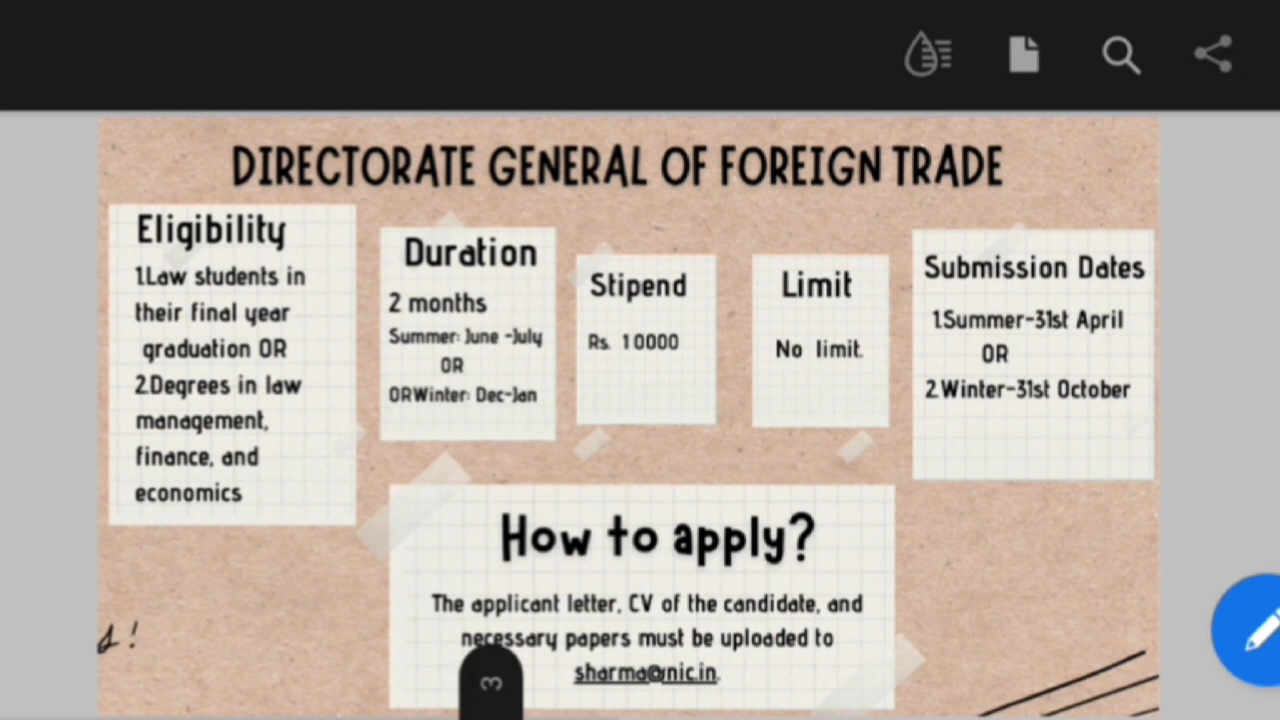 DIRECTORATE GENERAL OF FOREIGN TRADE
Eligibility
1.Law students in
their final year
graduation OR
2.Degrees in law
management,
finance, and
economics
Duration
2 months
Summer: June -July
OR
ORWinter: Dec-Jan
Stipend
Rs. 10000
Limit
No limit.
Submission Dates
1.Summer-31st April
OR
2.Winter-31st October
How to apply?
The applicant letter, CV of the candidate, and
necessary papers must be uploaded to
sharma@nic.in.
3